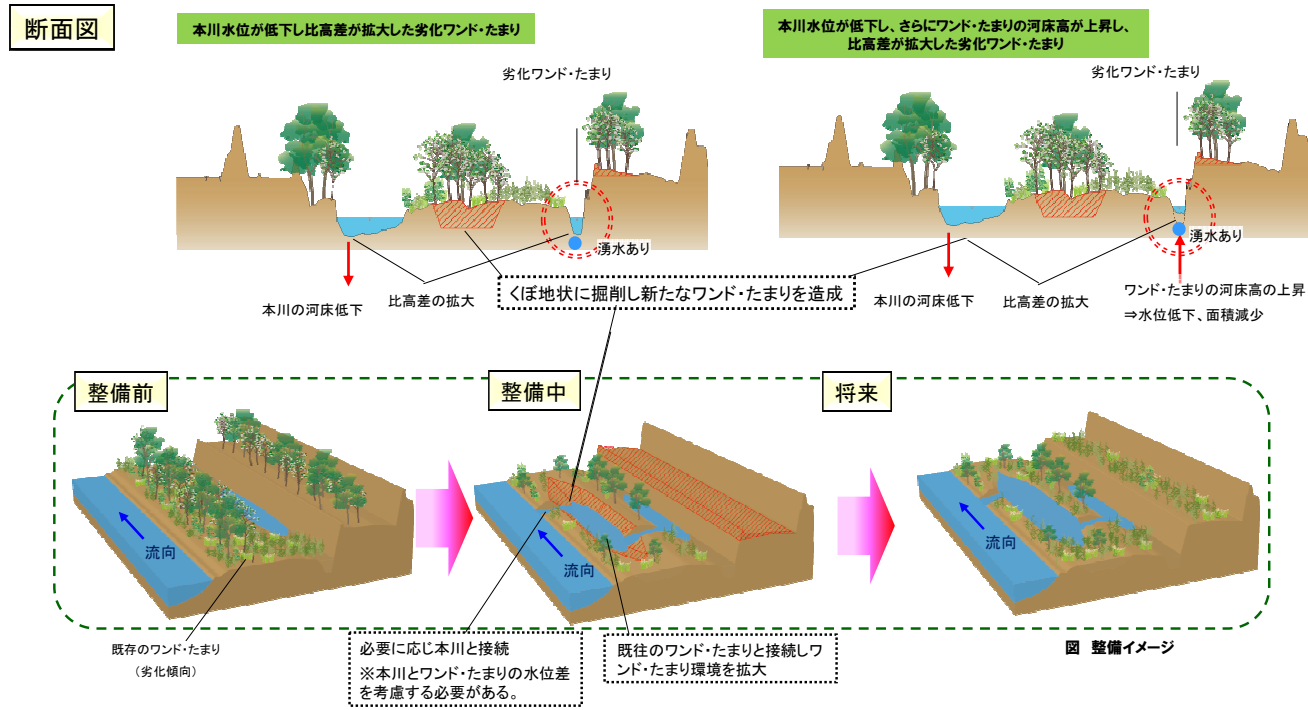 断面図
本川水位が低下し比高差が拡大した劣化ワンド・たまり
本川水位が低下し、さらにワンド・たまりの河床高が上昇し、
比高差が拡大した劣化ワンド・たまり
劣化ワンド・たまり
劣化ワンド・たまり
湧水あり
湧水あり
本川の河床低下
比高差の拡大
くぼ地状に掘削し新たなワンド・たまりを造成
本川の河床低下
比高差の拡大
ワンド・たまりの河床高の上昇
⇒水位低下、面積減少
整備前
整備中
将来
流向
流向
流向
既存のワンド・たまり
(劣化傾向)
必要に応じ本川と接続
※本川とワンド・たまりの水位差
を考慮する必要がある。
既往のワンド・たまりと接続しワ
ンド・たまり環境を拡大
図 整備イメージ